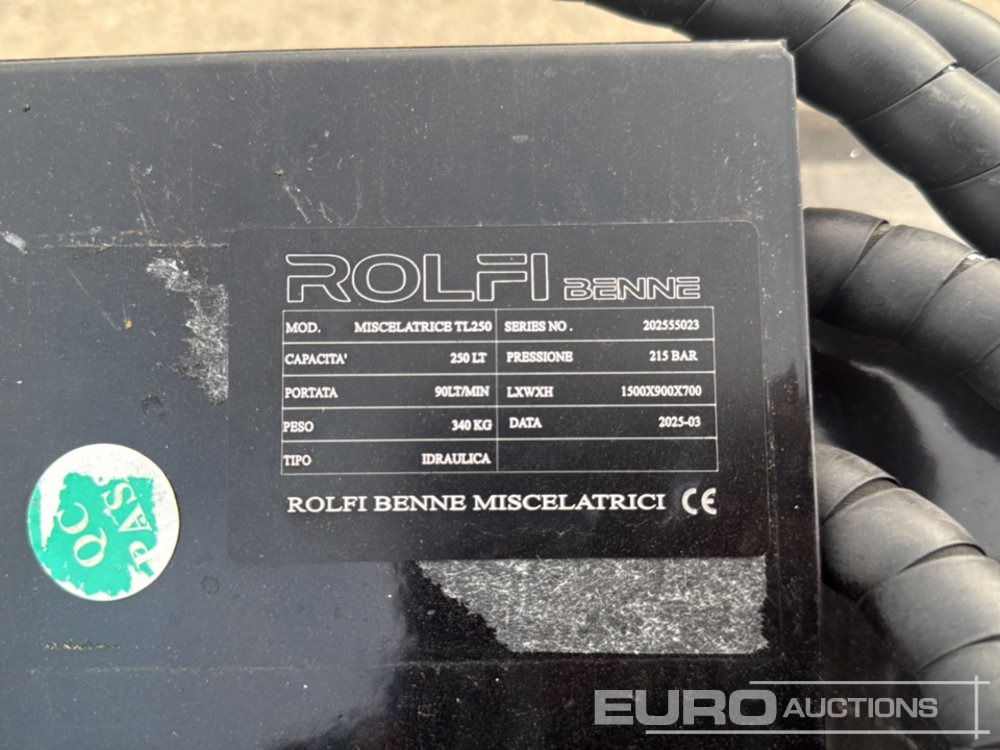 ROLFI BENNE
MOD. MISCELATRICE TL250 SERIES NO. 202555023
CAPACITA' 250 LT PRESSIONE 215 BAR
PORTATA 90LT/MIN LXWXH 1500X900X700
PESO 340 KG DATA 2025-03
TIPO IDRAULICA
ROLFI BENNE MISCELATRICI CE
QC
PAS
EURO AUCTIONS